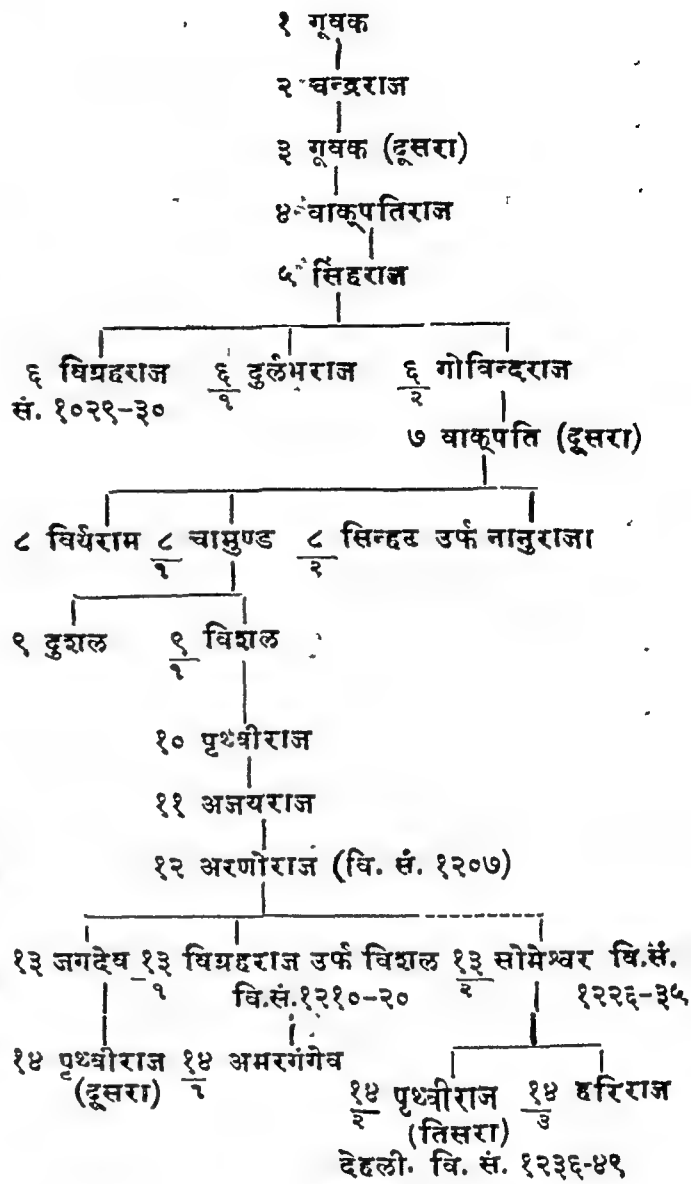 १ गूवक
२ चन्द्रराज
३ गूवक (दूसरा)
४ वाक्पतिराज
५ सिंहराज
६ विग्रहराज ६/१ दुर्लभराज ६/२ गोविन्दराज
सं. १०२९-३०
७ वाक्पति (दूसरा)
८ विर्यराम ८/१ चामुण्ड ८/२ सिन्हट उर्फ नानुराजा
९ दुशल ९/१ विशल
१० पृथ्वीराज
११ अजयराज
१२ अरणोराज (वि. सं. १२०७)
१३ जगदेव १३/१ विग्रहराज उर्फ विशल १३/२ सोमेश्वर वि.सं.
वि.सं.१२१०-२० १२२६-३५
१४ पृथ्वीराज १४/१ अमरगंगेव
(दूसरा) १४/२ पृथ्वीराज १४/३ हरिराज
(तिसरा)
देहली. वि. सं. १२३६-४९